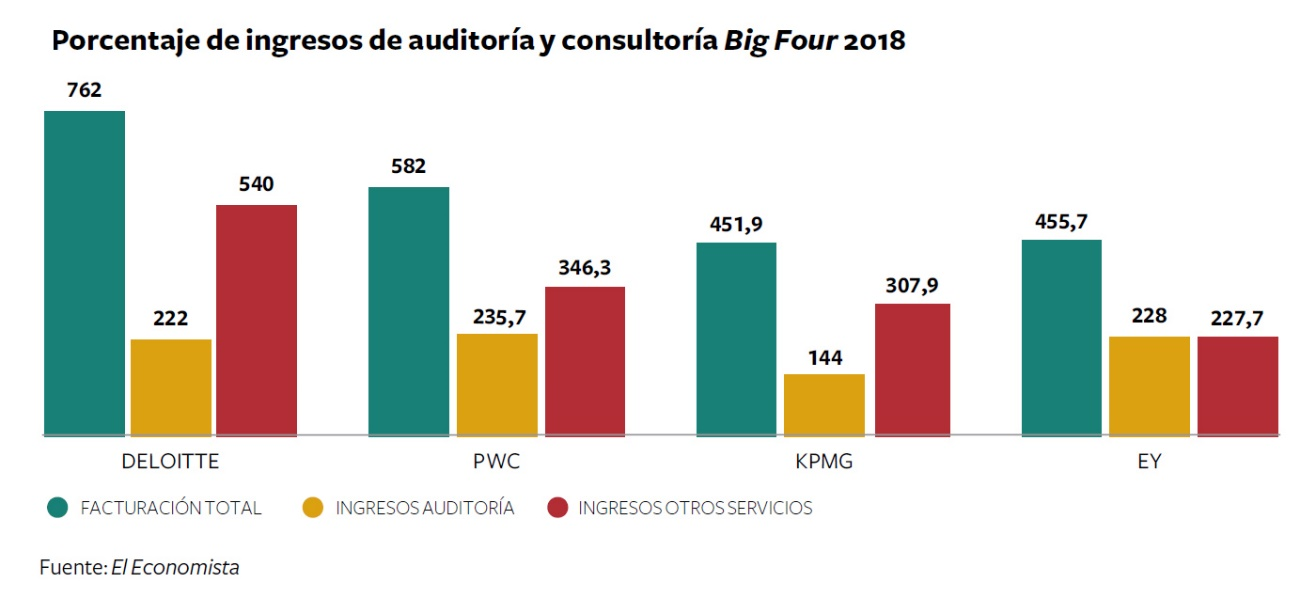 Porcentaje de ingresos de auditoría y consultoría Big Four 2018
762
222
540
582
235,7
346,3
451,9
144
307,9
455,7
228
227,7
DELOITTE
PWC
KPMG
EY
FACTURACIÓN TOTAL
INGRESOS AUDITORÍA
INGRESOS OTROS SERVICIOS
Fuente: El Economista